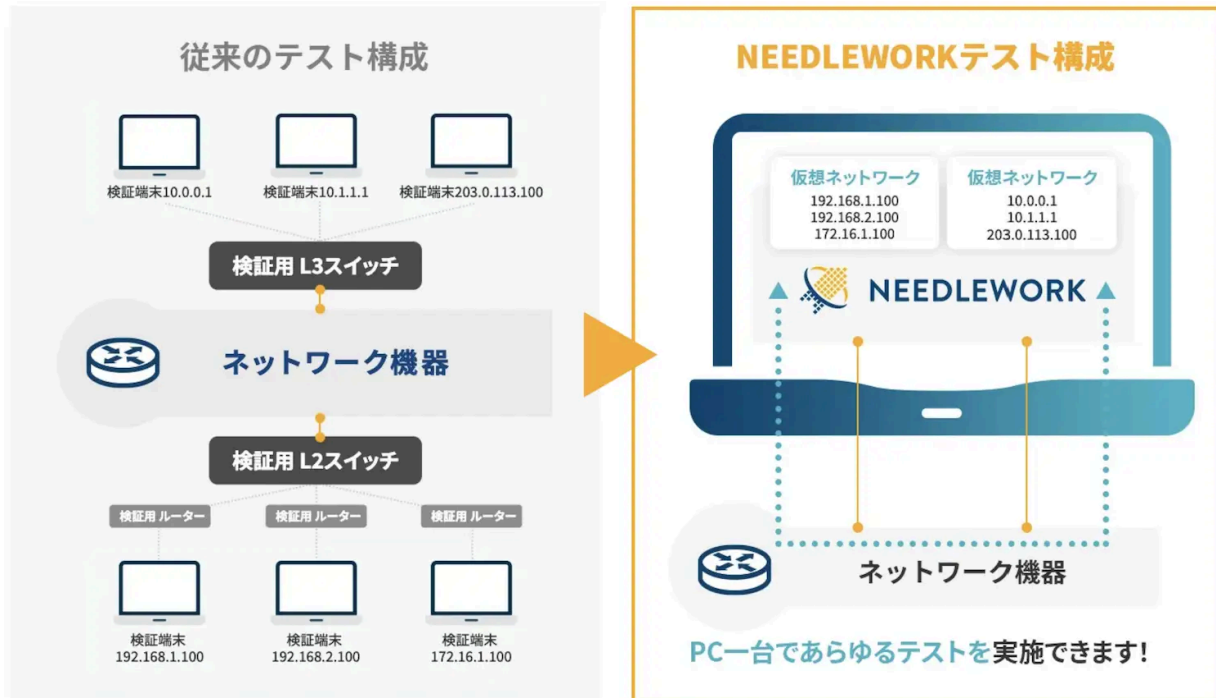 従来のテスト構成
検証端末10.0.0.1
検証端末10.1.1.1
検証端末203.0.113.100
検証用 L3スイッチ
ネットワーク機器
検証用 L2スイッチ
検証用 ルーター
検証用 ルーター
検証用 ルーター
検証端末
192.168.1.100
検証端末
192.168.2.100
検証端末
172.16.1.100
NEEDLEWORKテスト構成
仮想ネットワーク
192.168.1.100
192.168.2.100
172.16.1.100
仮想ネットワーク
10.0.0.1
10.1.1.1
203.0.113.100
NEEDLEWORK
ネットワーク機器
PC一台であらゆるテストを実施できます!